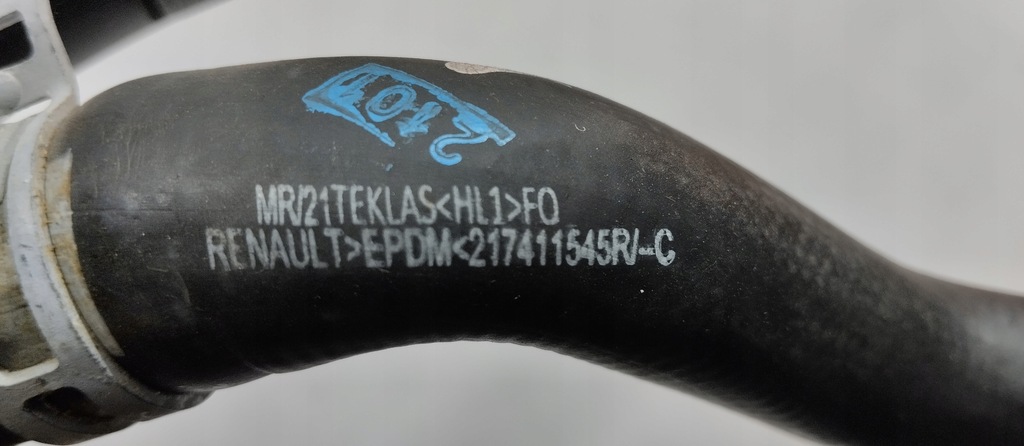 MR/21TEKLAS<HL1>FO
RENAULT>EPDM<217411545R/-C